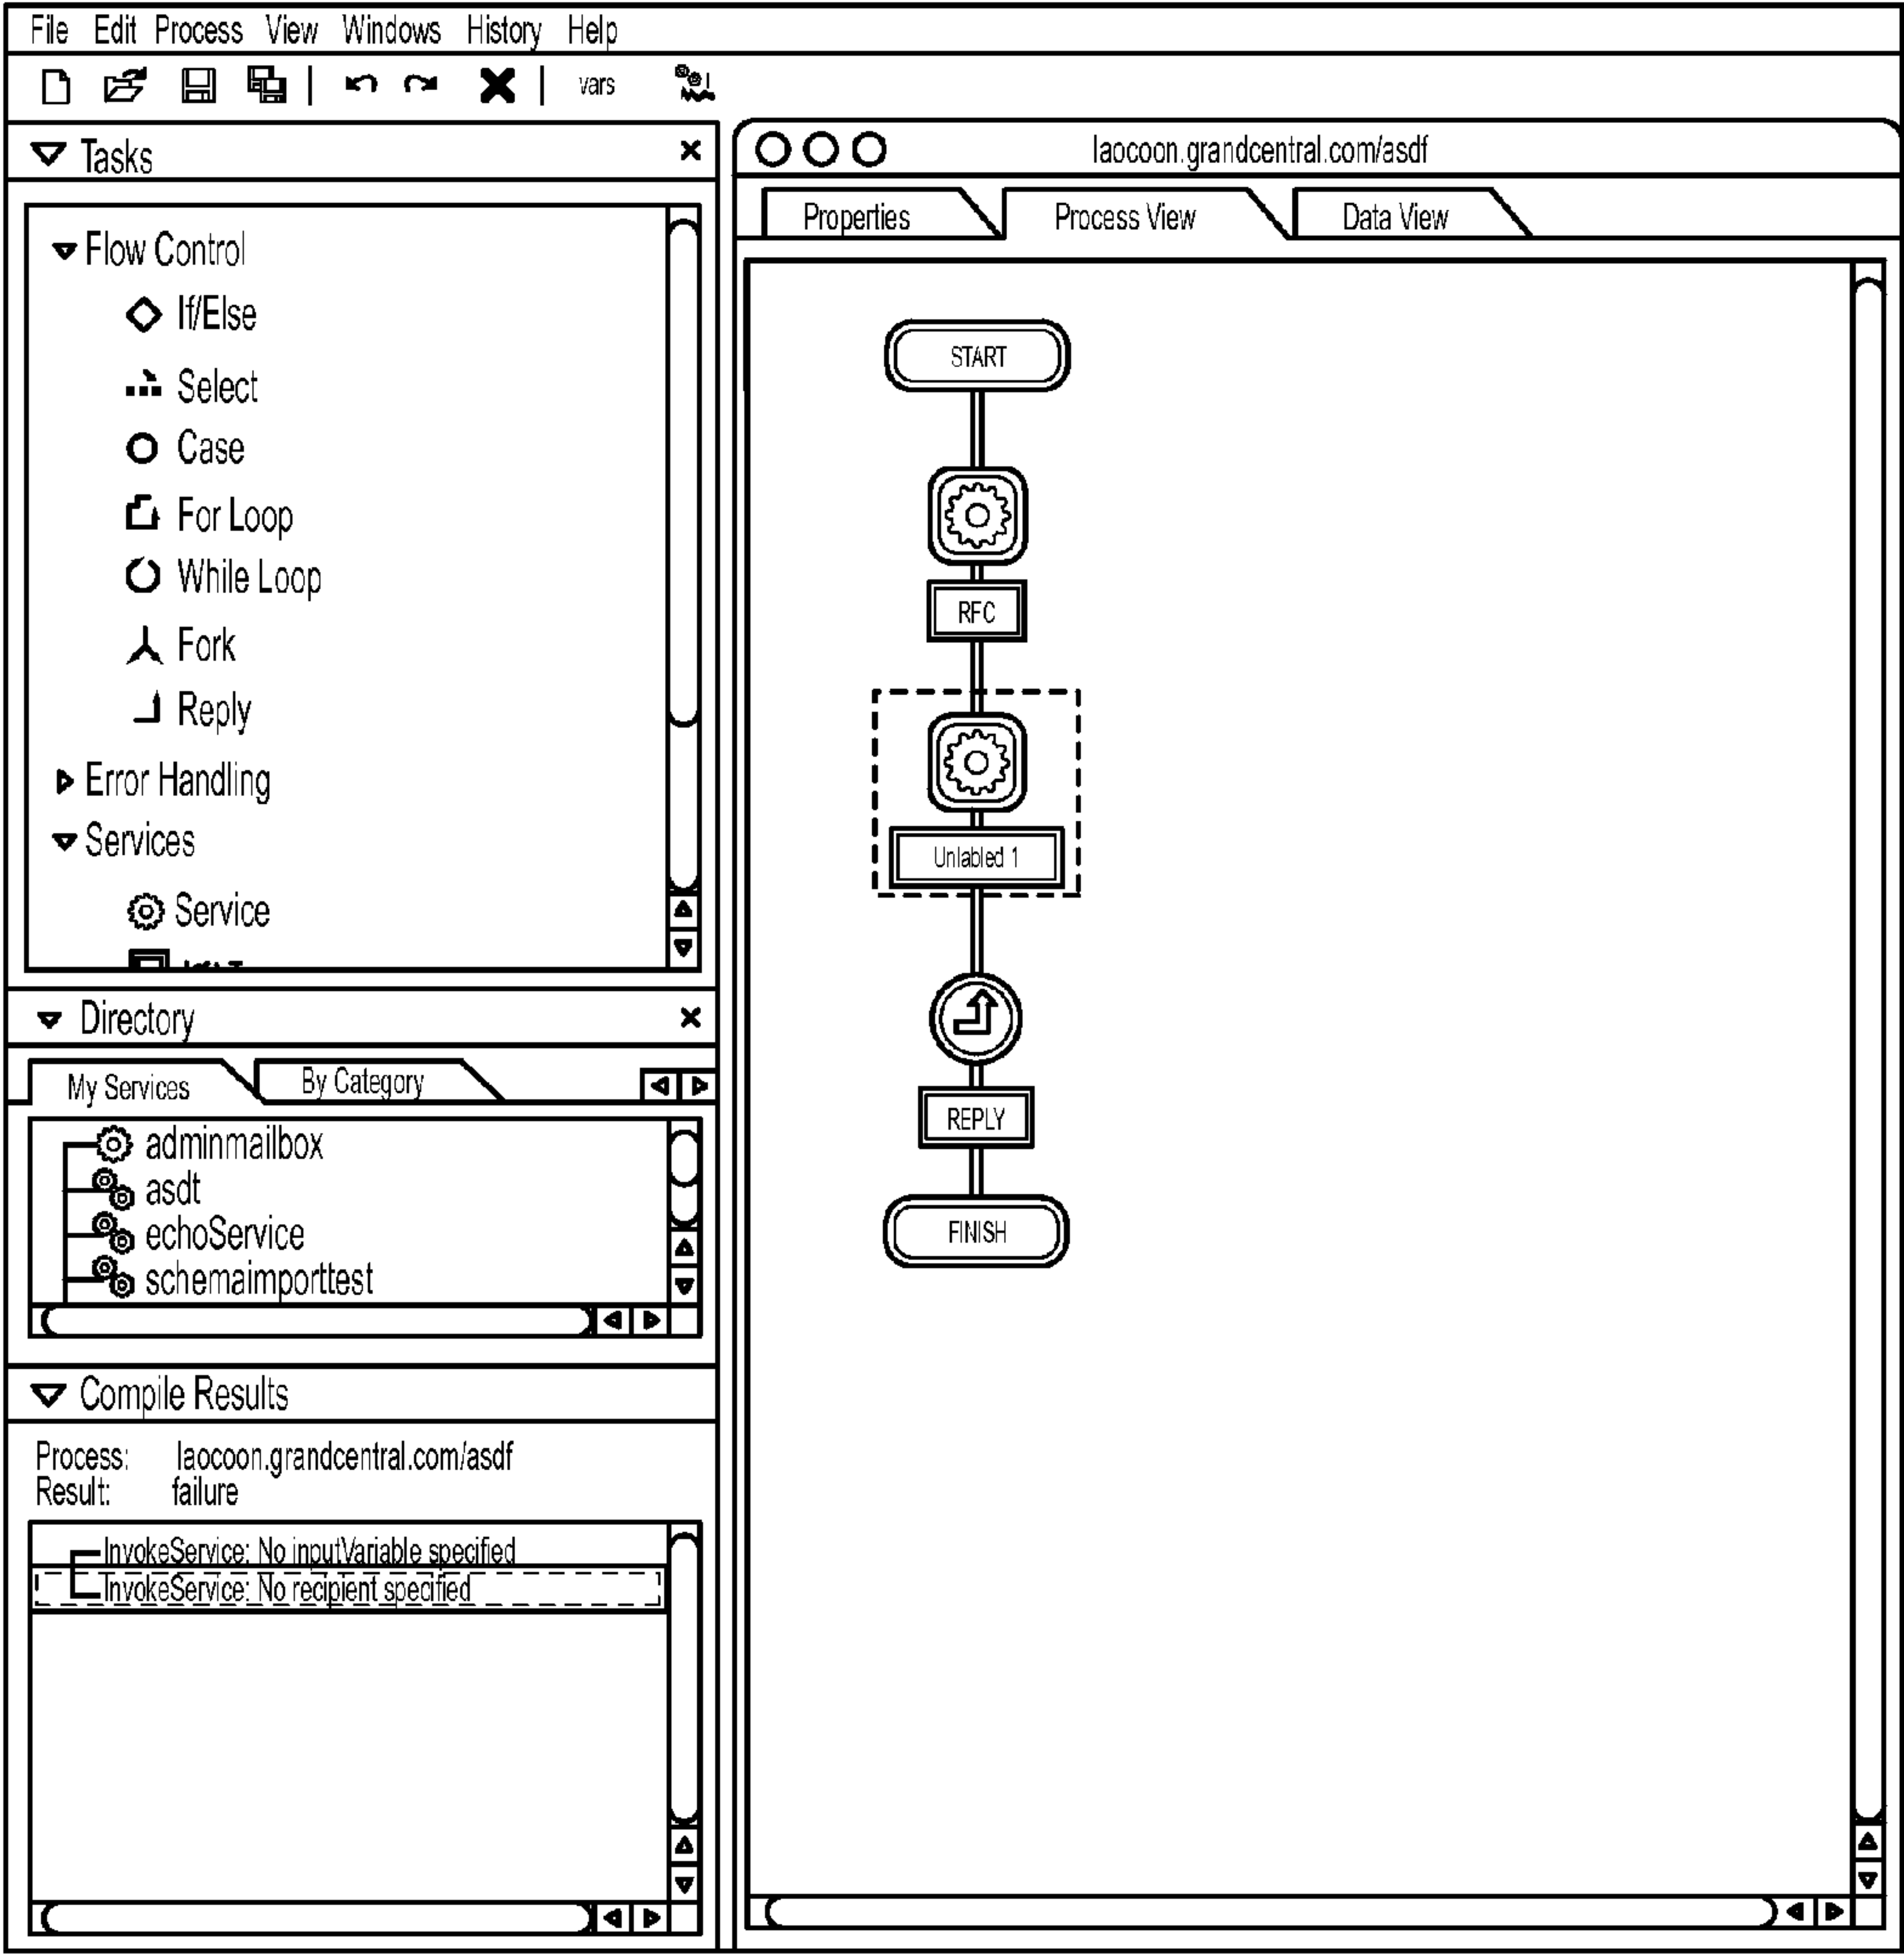 File Edit Process View Windows History Help
vars
Tasks
Flow Control
If/Else
Select
Case
For Loop
While Loop
Fork
Reply
Error Handling
Services
Service
Directory
My Services
By Category
adminmailbox
asdt
echoService
schemaimporttest
Compile Results
Process: laocoon.grandcentral.com/asdf
Result: failure
InvokeService: No inputVariable specified
InvokeService: No recipient specified
laocoon.grandcentral.com/asdf
Properties
Process View
Data View
START
RFC
Unlabled 1
REPLY
FINISH